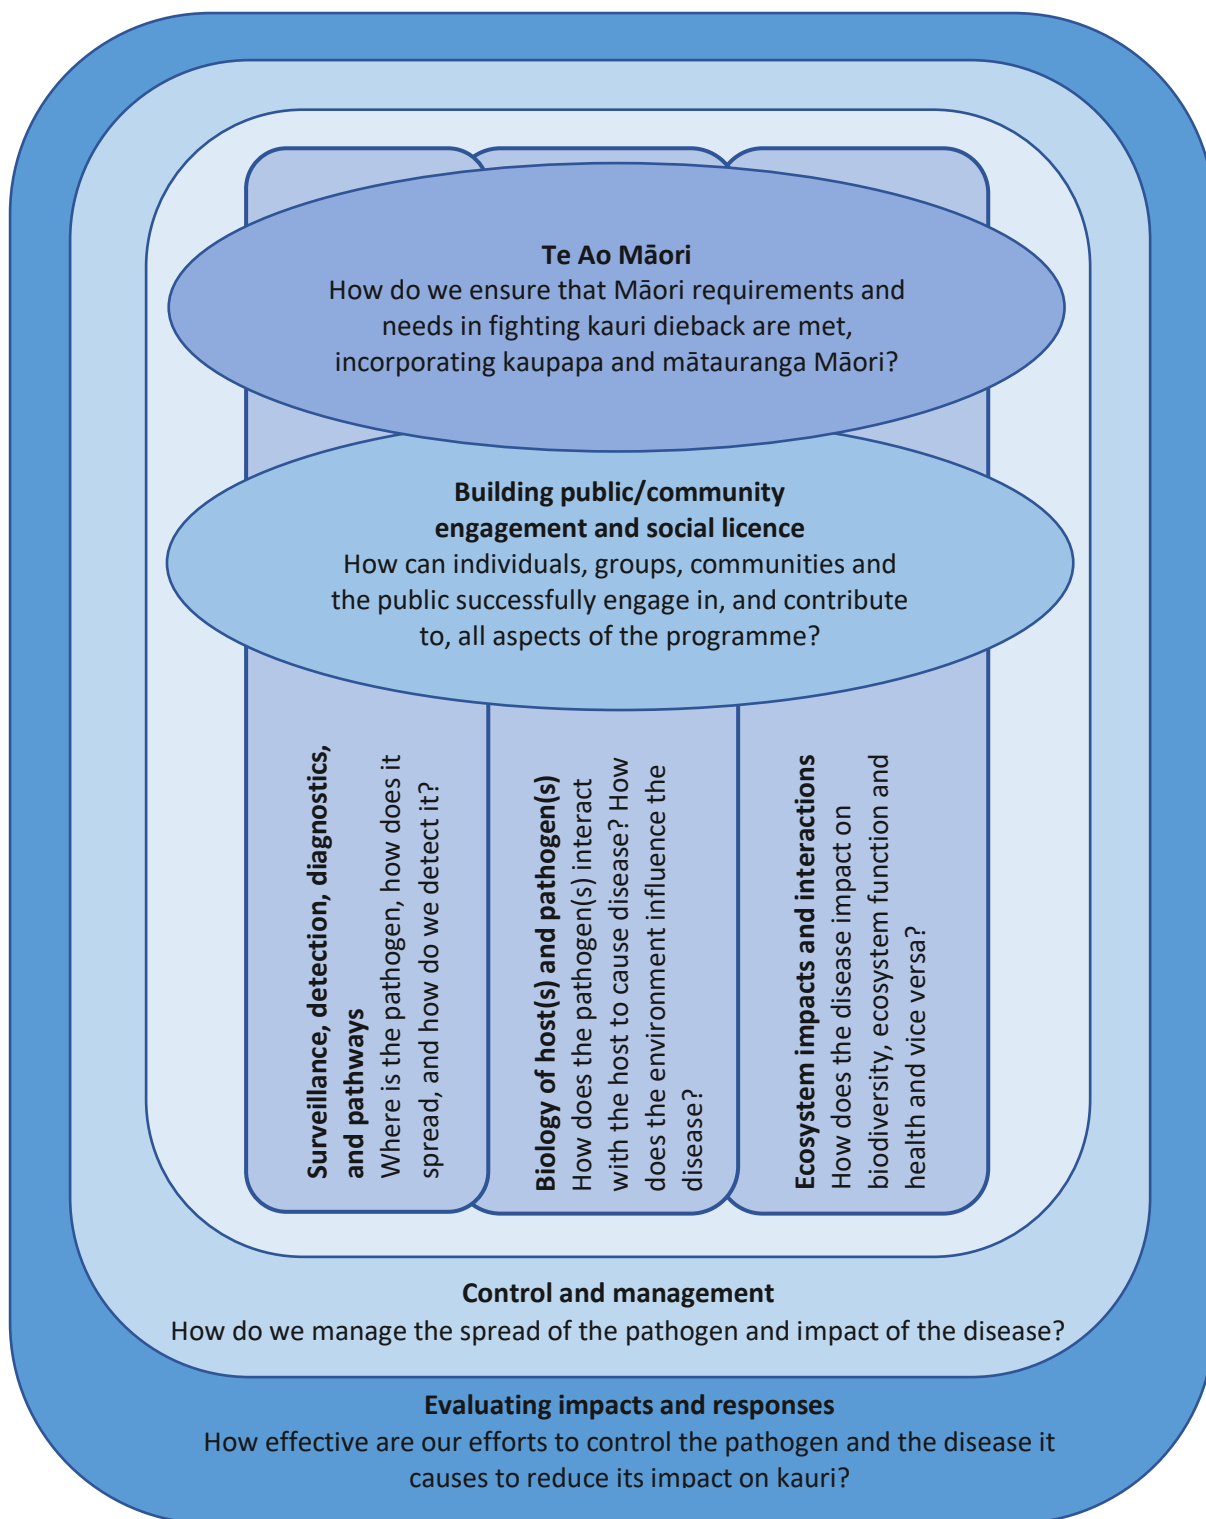 Te Ao Māori
How do we ensure that Māori requirements and
needs in fighting kauri dieback are met,
incorporating kaupapa and mātauranga Māori?
Building public/community
engagement and social licence
How can individuals, groups, communities and
the public successfully engage in, and contribute
to, all aspects of the programme?
Surveillance, detection, diagnostics,
and pathways
Where is the pathogen, how does it
spread, and how do we detect it?
Biology of host(s) and pathogen(s)
How does the pathogen(s) interact
with the host to cause disease? How
does the environment influence the
disease?
Ecosystem impacts and interactions
How does the disease impact on
biodiversity, ecosystem function and
health and vice versa?
Control and management
How do we manage the spread of the pathogen and impact of the disease?
Evaluating impacts and responses
How effective are our efforts to control the pathogen and the disease it
causes to reduce its impact on kauri?